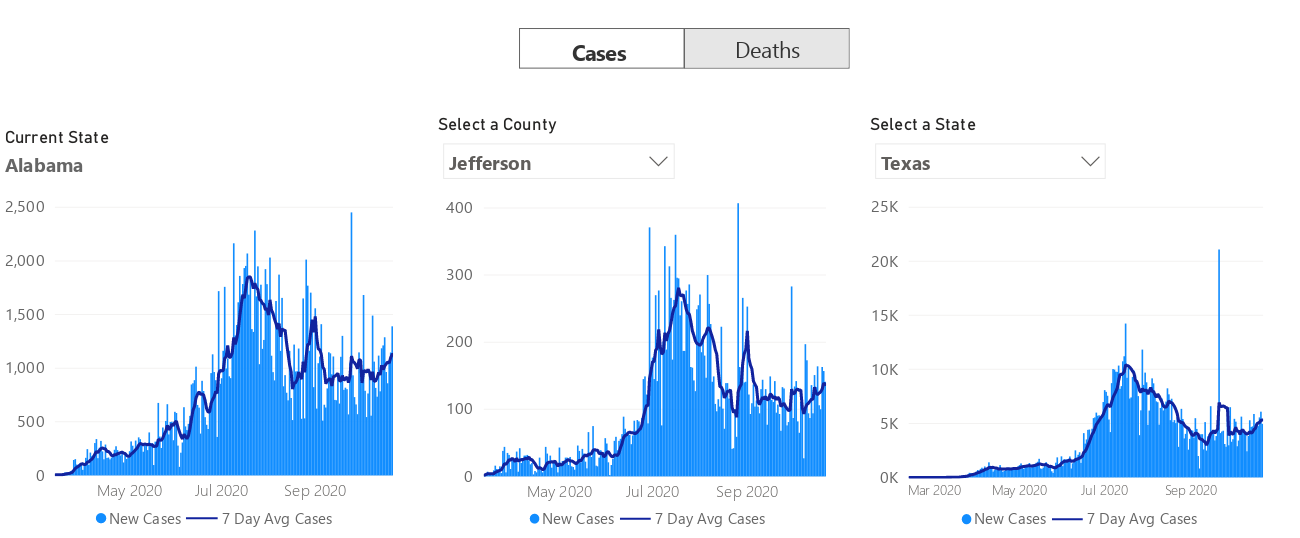 Cases Deaths
Current State
Alabama
2,500
2,000
1,500
1,000
500
0
May 2020 Jul 2020 Sep 2020
New Cases 7 Day Avg Cases
Select a County
Jefferson
400
300
200
100
0
May 2020 Jul 2020 Sep 2020
New Cases 7 Day Avg Cases
Select a State
Texas
25K
20K
15K
10K
5K
0K
Mar 2020 May 2020 Jul 2020 Sep 2020
New Cases 7 Day Avg Cases